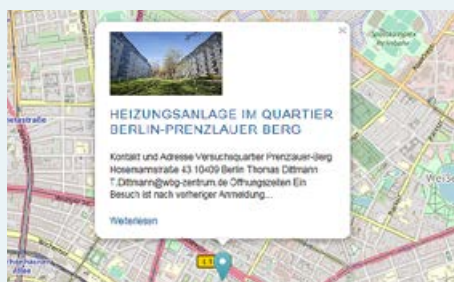 HEIZUNGSANLAGE IM QUARTIER
BERLIN-PRENZLAUER BERG
Kontakt und Adresse Versuchsquartier Prenzlauer-Berg
Hosemannstraße 43 10409 Berlin Thomas Dittmann
T.Dittmann@wbg-zentrum.de Öffnungszeiten Ein
Besuch ist nach vorheriger Anmeldung...
Weiterlesen